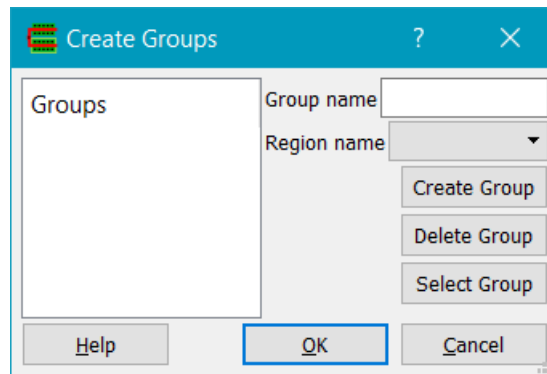 Create Groups ?
Groups
Group name
Region name
Create Group
Delete Group
Select Group
Help OK Cancel